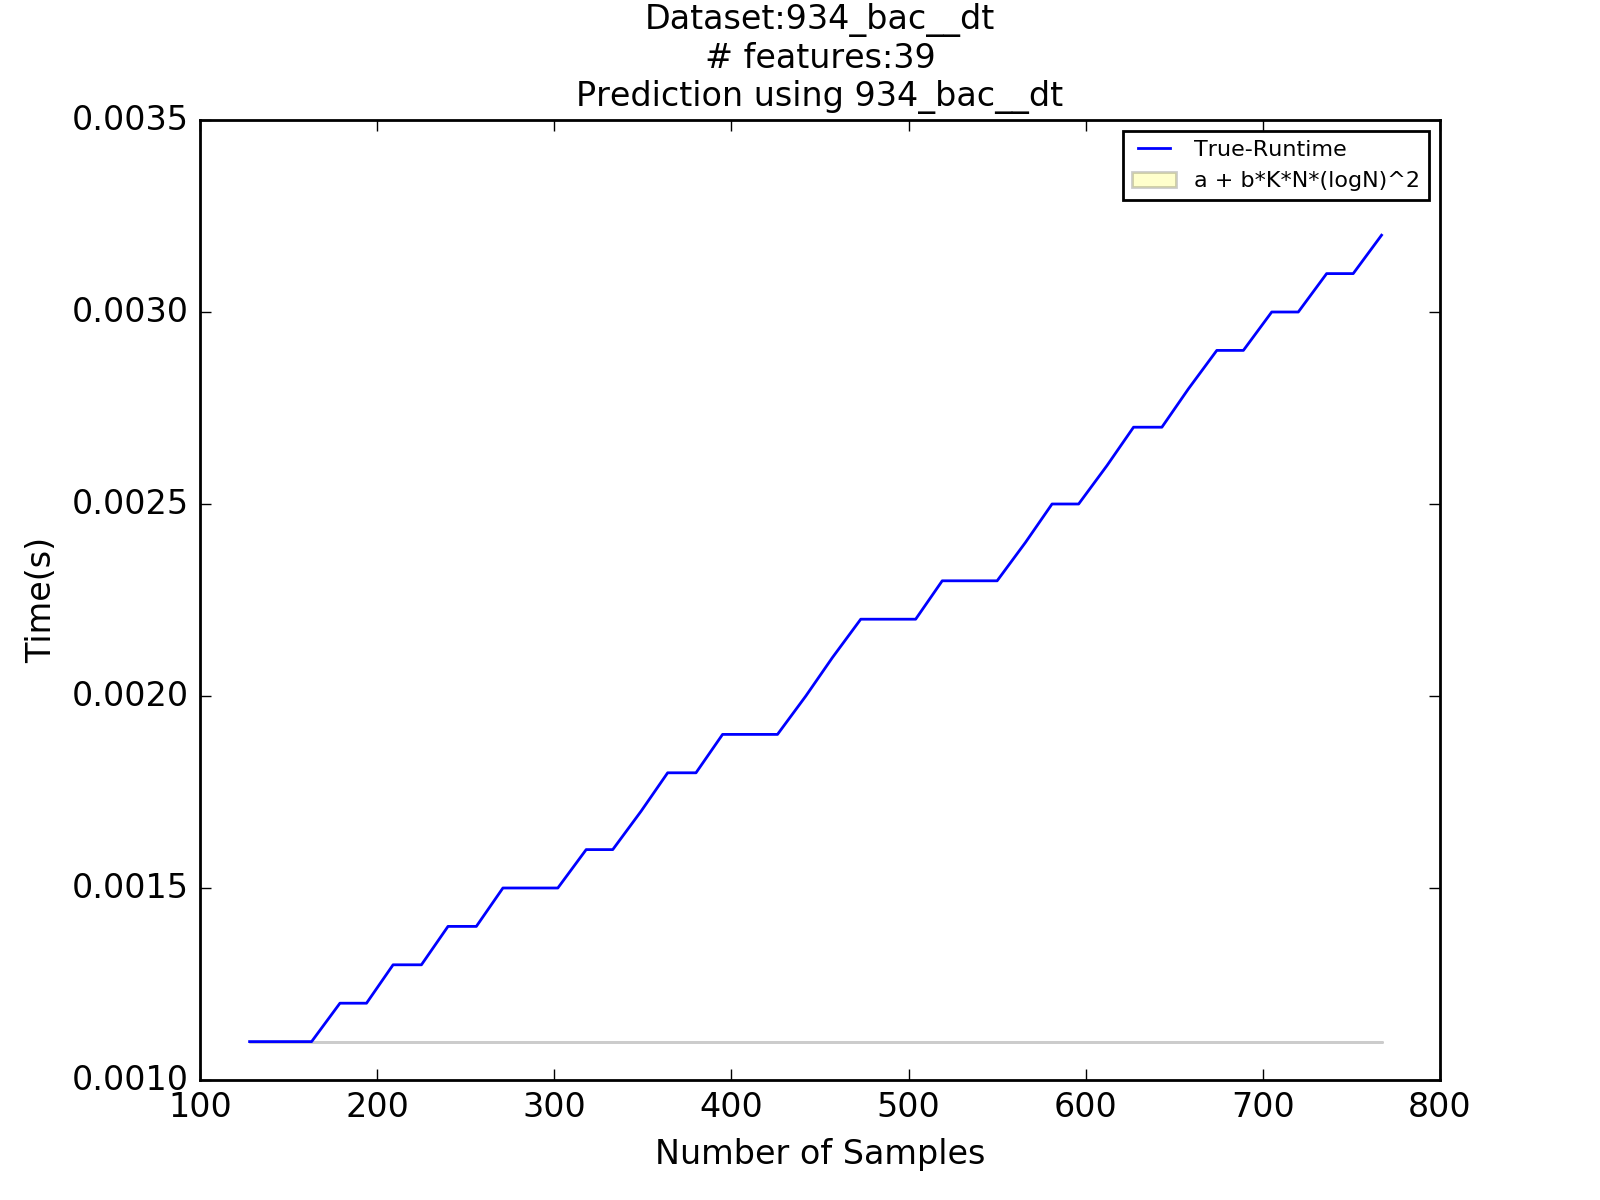 Dataset:934_bac__dt
# features:39
Prediction using 934_bac__dt
0.0035
0.0030
0.0025
0.0020
0.0015
0.0010
Time(s)
True-Runtime
a + b*K*N*(logN)^2
100 200 300 400 500 600 700 800
Number of Samples